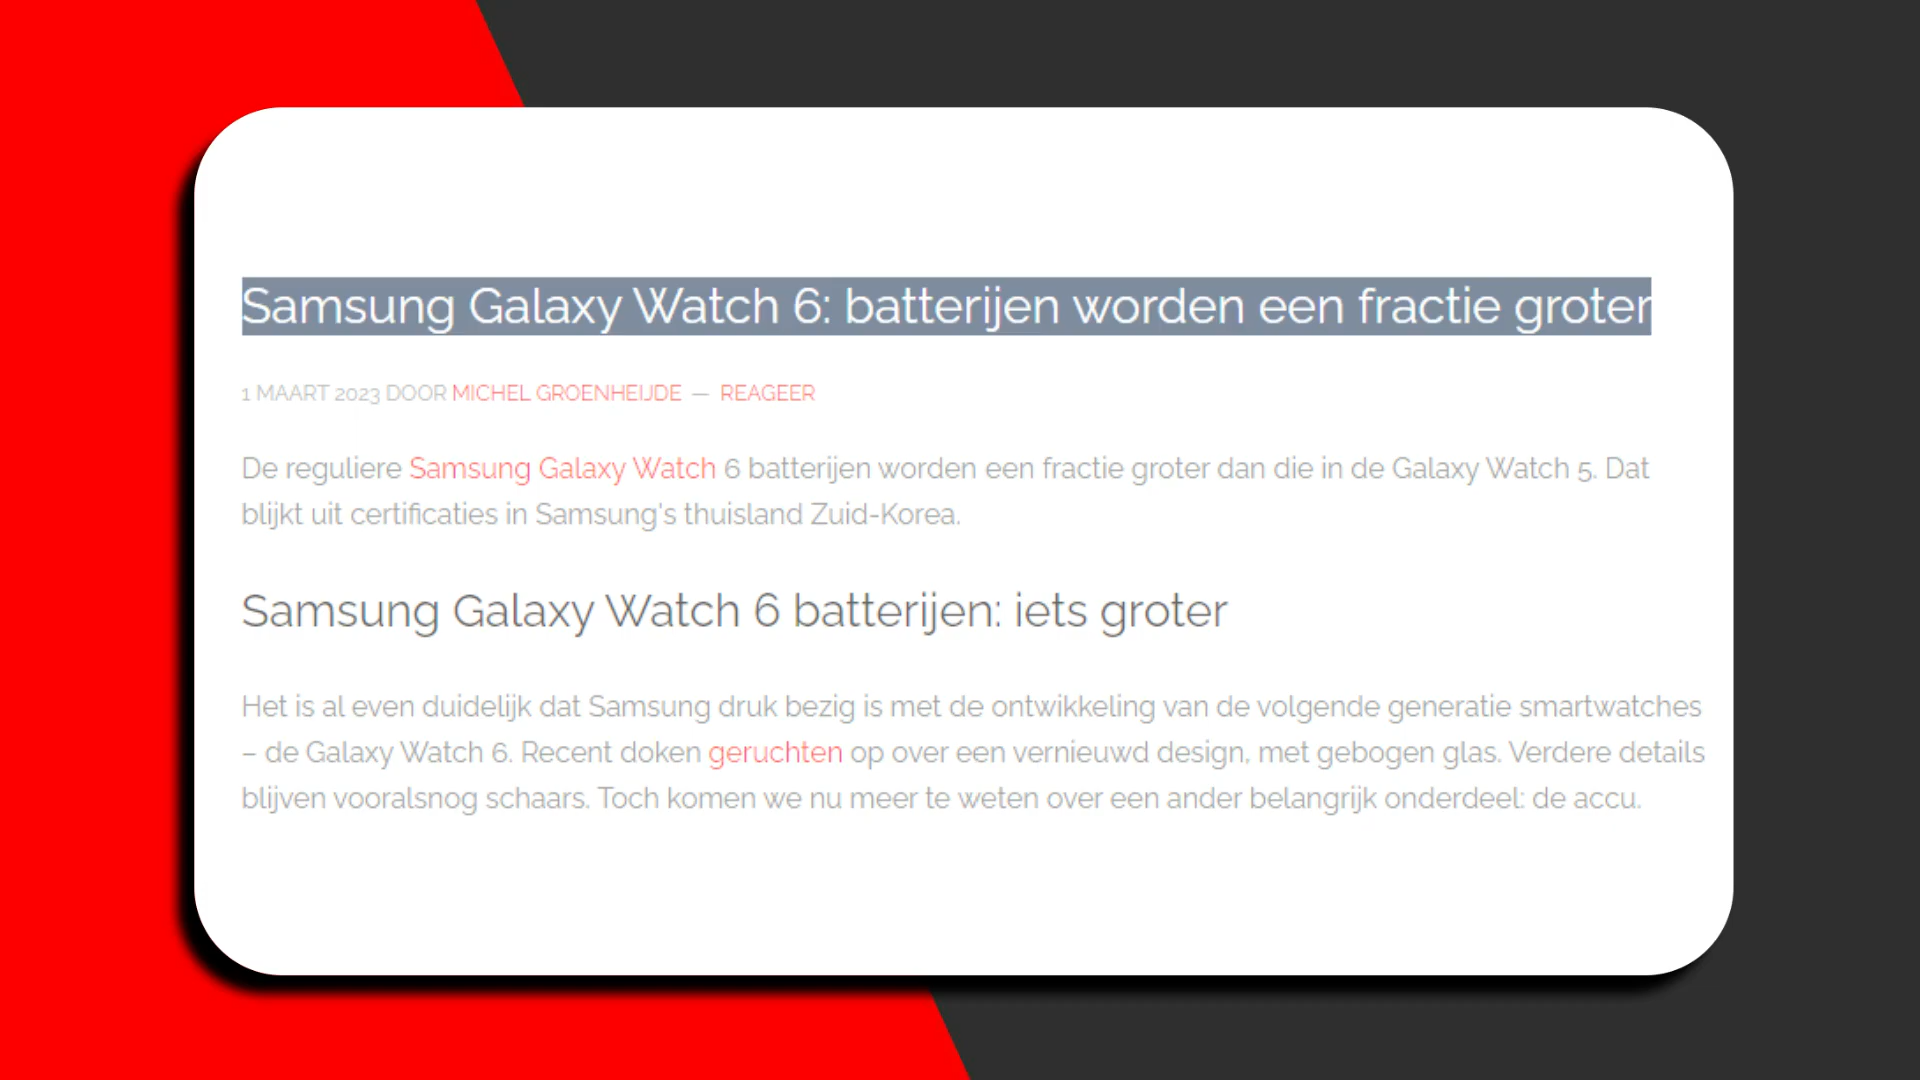 Samsung Galaxy Watch 6: batterijen worden een fractie groter
1 MAART 2023 DOOR MICHEL GROENHEIJDE — REAGEER
De reguliere Samsung Galaxy Watch 6 batterijen worden een fractie groter dan die in de Galaxy Watch 5. Dat
blijkt uit certificaties in Samsung's thuisland Zuid-Korea.
Samsung Galaxy Watch 6 batterijen: iets groter
Het is al even duidelijk dat Samsung druk bezig is met de ontwikkeling van de volgende generatie smartwatches
– de Galaxy Watch 6. Recent doken geruchten op over een vernieuwd design, met gebogen glas. Verdere details
blijven vooralsnog schaars. Toch komen we nu meer te weten over een ander belangrijk onderdeel: de accu.